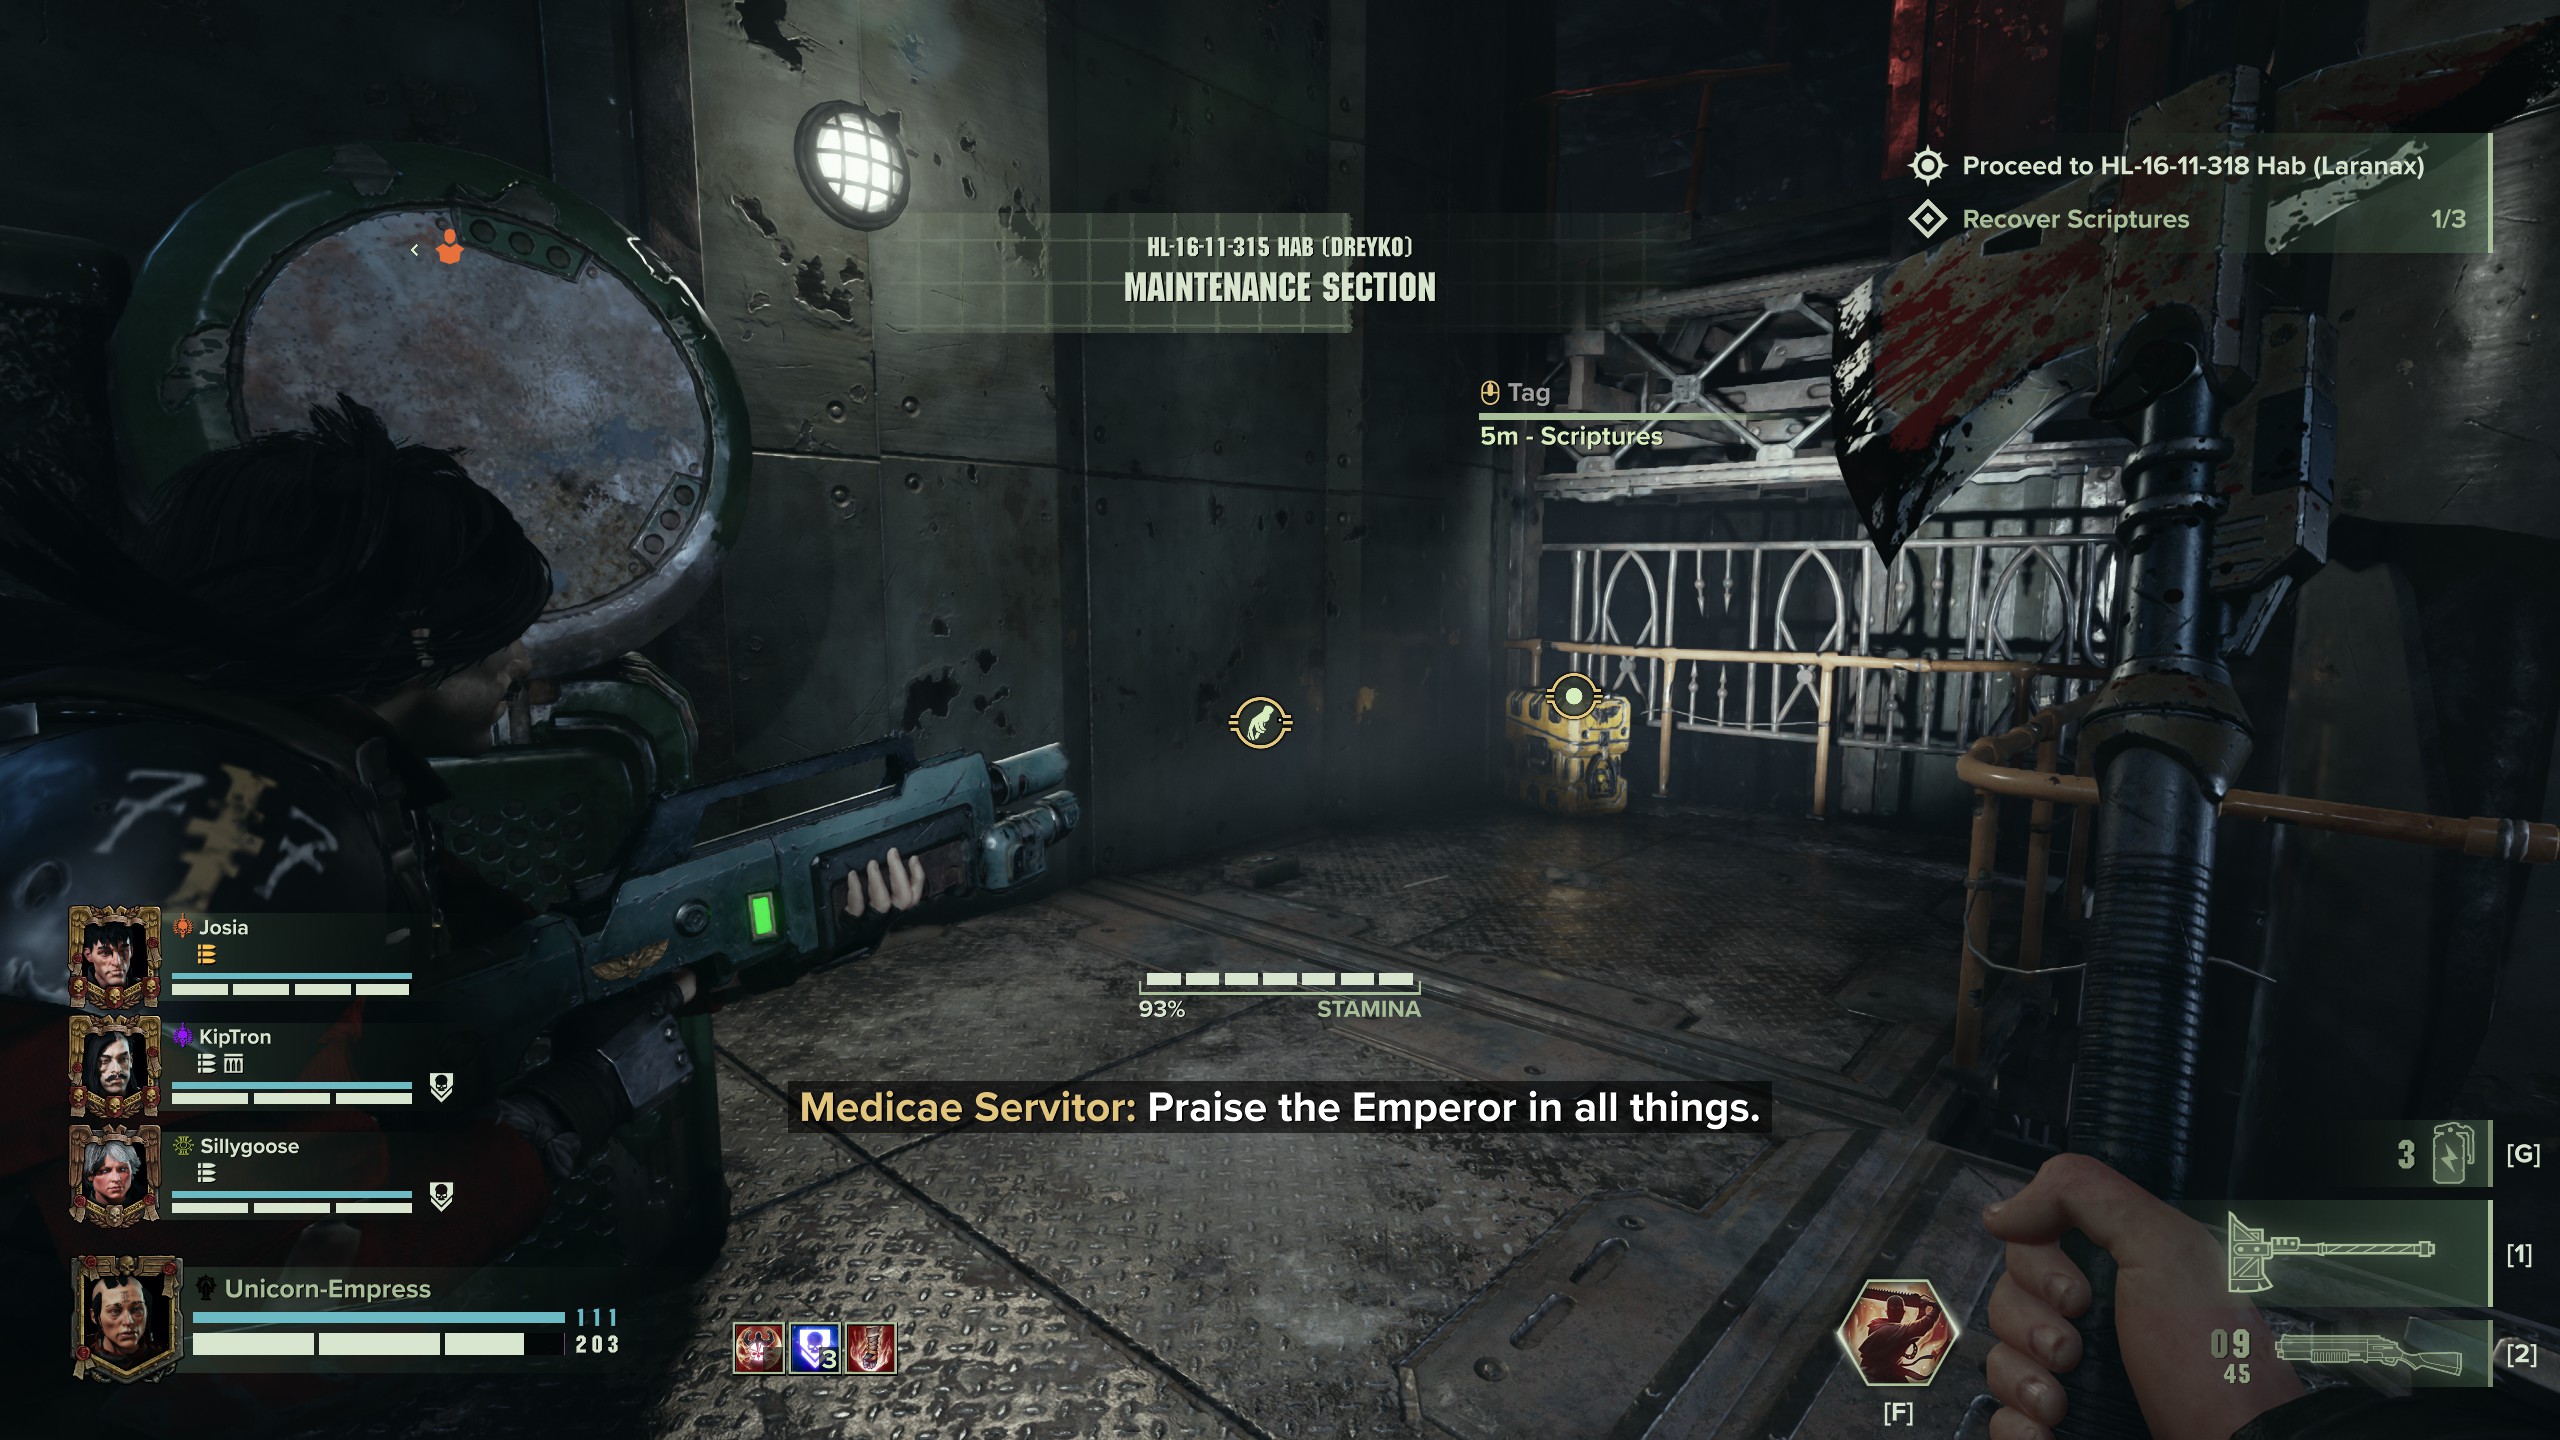 Proceed to HL-16-11-318 Hab (Laranax)
Recover Scriptures 1/3
HL-16-11-315 HAB (DREYKO)
MAINTENANCE SECTION
Tag
5m - Scriptures
7 7
Josia
KipTron
Sillygoose
Unicorn-Empress
111
203
93% STAMINA
Medicae Servitor: Praise the Emperor in all things.
3
3 [G]
[1]
09
45
[2]
[F]